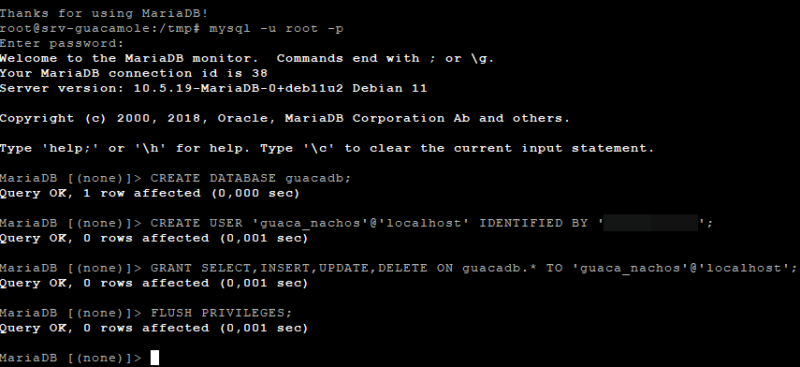 Thanks for using MariaDB!
root@srv-guacamole:/tmp# mysql -u root -p
Enter password:
Welcome to the MariaDB monitor.  Commands end with ; or \g.
Your MariaDB connection id is 38
Server version: 10.5.19-MariaDB-0+deb11u2 Debian 11
Copyright (c) 2000, 2018, Oracle, MariaDB Corporation Ab and others.
Type 'help;' or '\h' for help. Type '\c' to clear the current input statement.
MariaDB [(none)]> CREATE DATABASE guacadb;
Query OK, 1 row affected (0,000 sec)
MariaDB [(none)]> CREATE USER 'guaca_nachos'@'localhost' IDENTIFIED BY '          ';
Query OK, 0 rows affected (0,001 sec)
MariaDB [(none)]> GRANT SELECT,INSERT,UPDATE,DELETE ON guacadb.* TO 'guaca_nachos'@'localhost';
Query OK, 0 rows affected (0,001 sec)
MariaDB [(none)]> FLUSH PRIVILEGES;
Query OK, 0 rows affected (0,001 sec)
MariaDB [(none)]>